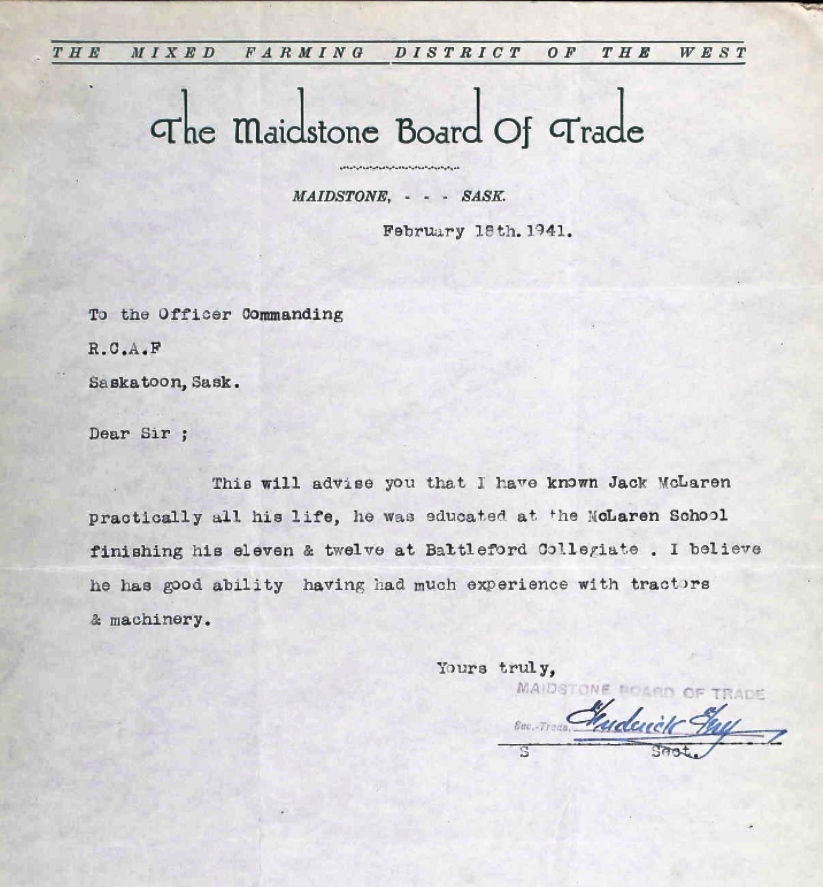 THE MIXED FARMING DISTRICT OF THE WEST
The Maidstone Board Of Trade
MAIDSTONE, - - - SASK.
February 18th.1941.
To the Officer Commanding
R.C.A.F
Saskatoon,Sask.
Dear Sir ;
This will advise you that I have known Jack McLaren
practically all his life, he was educated at the McLaren School
finishing his eleven & twelve at Battleford Collegiate . I believe
he has good ability having had much experience with tractors
& machinery.
Yours truly,
MAIDSTONE BOARD OF TRADE
Sec.-Treas. Frederick
S Sect.